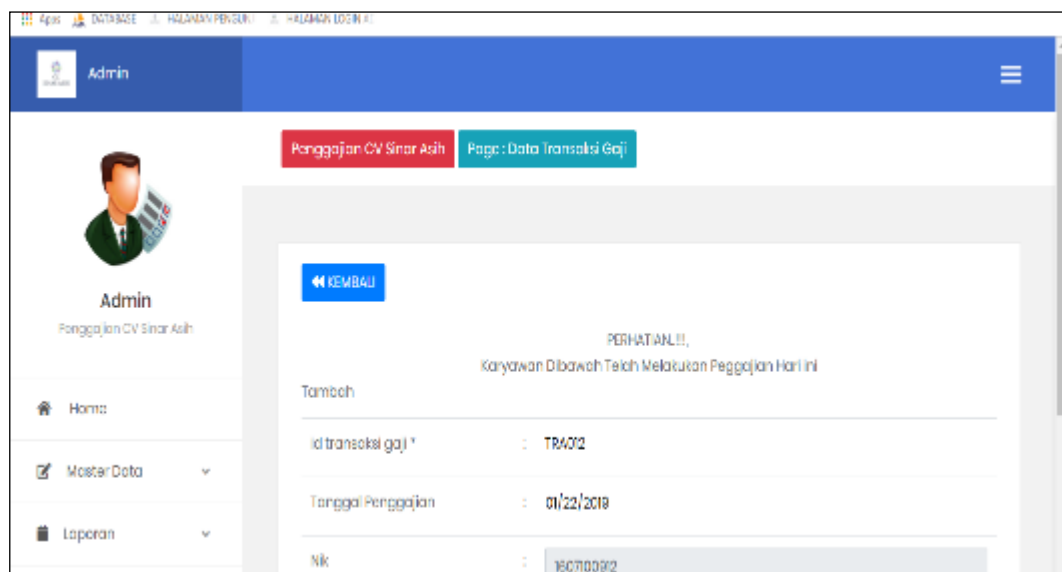 Apps DATABASE HALAMAN PENGUNJ HALAMAN LOGIN
Admin
Penggajian CV Sinar Asih Page : Data Transaksi Gaji
KEMBALI
Admin
Penggajian CV Sinar Asih
PERHATIAN..!!!,
Karyawan Dibawah Telah Melakukan Peggajian Hari ini
Tambah
Home
id transaksi gaji * : TRA012
Master Data
Tanggal Penggajian : 01/22/2019
Laporan
Nik : 1607100912